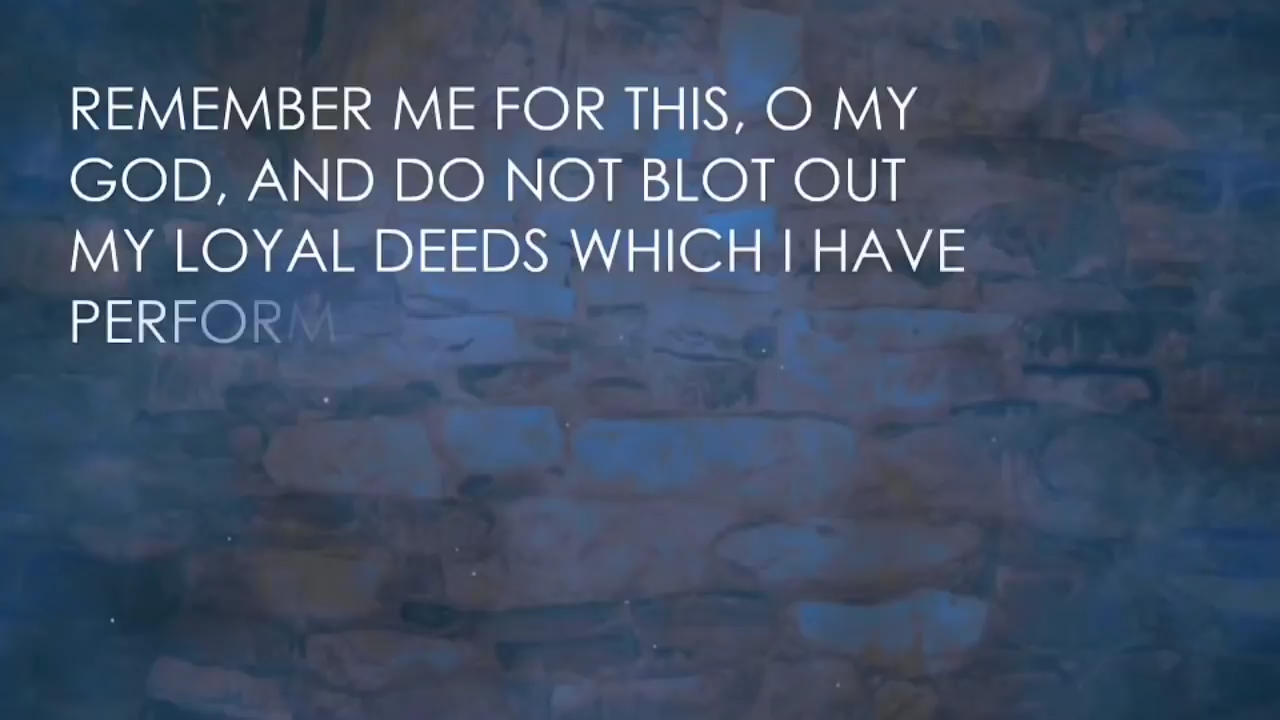 REMEMBER ME FOR THIS, O MY
GOD, AND DO NOT BLOT OUT
MY LOYAL DEEDS WHICH I HAVE
PERFORM